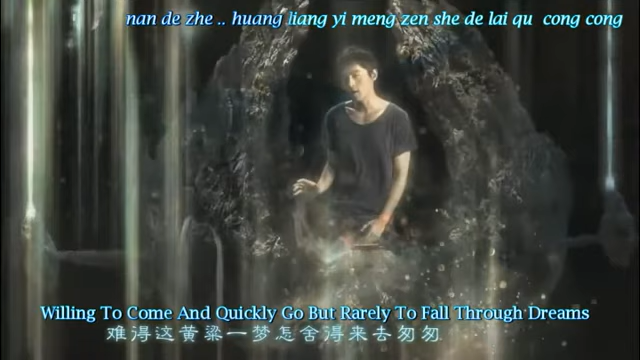 nan de zhe .. huang liang yi meng zen she de lai qu cong cong
Willing To Come And Quickly Go But Rarely To Fall Through Dreams
难得这黄粱一梦怎舍得来去匆匆